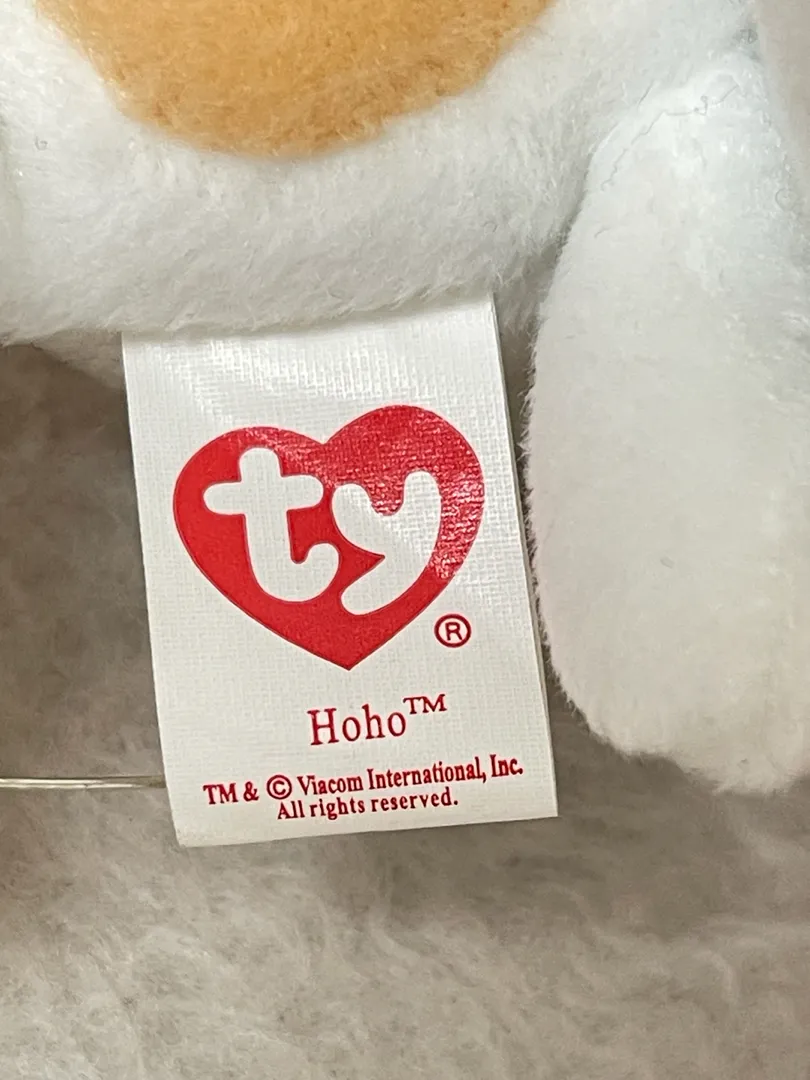 ty®
Hoho™
TM & © Viacom International, Inc.
All rights reserved.